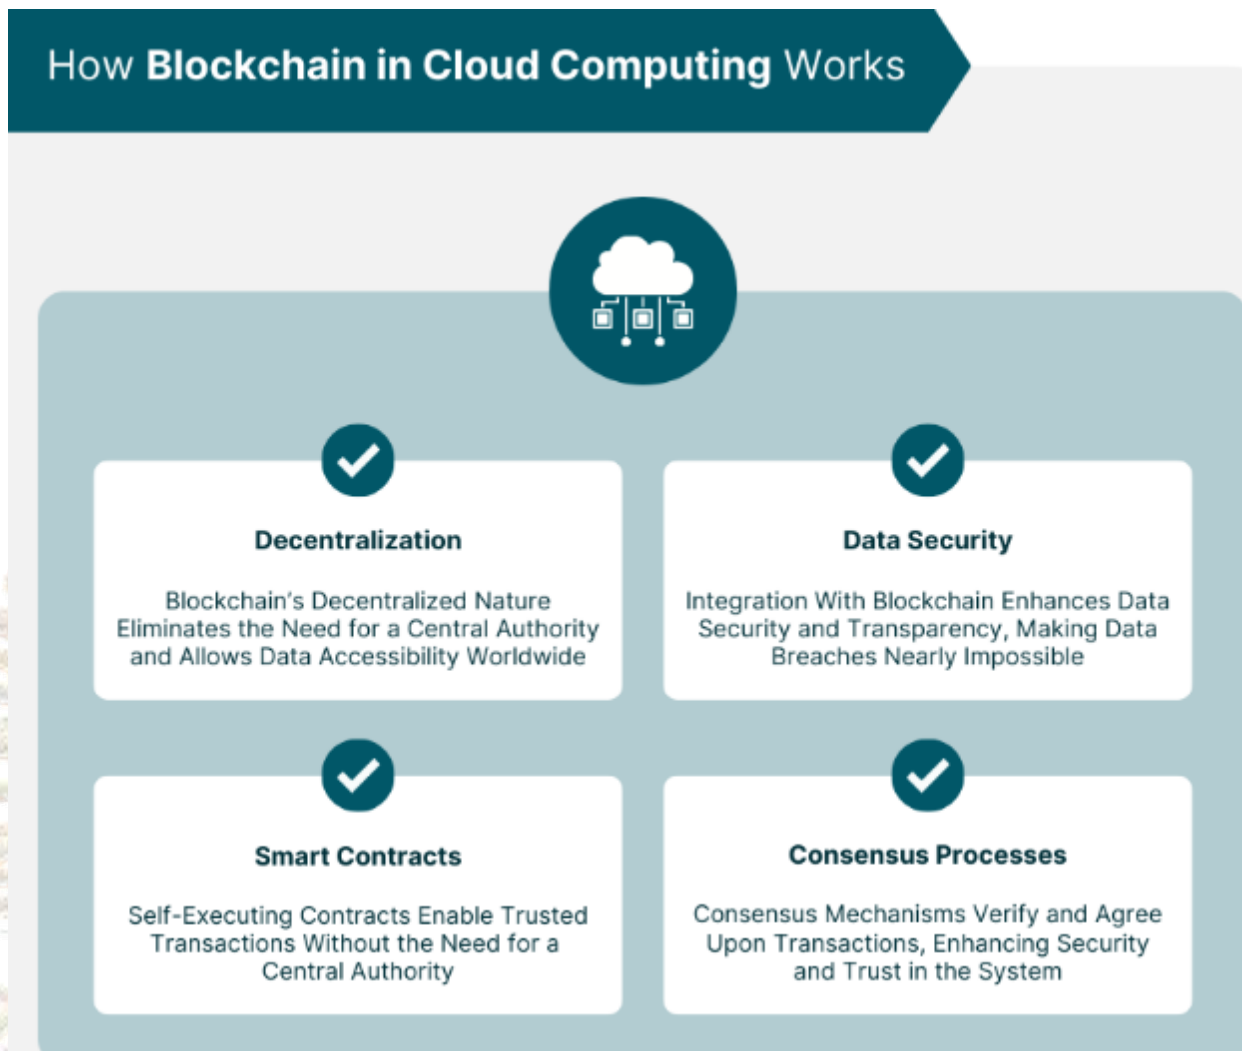 How Blockchain in Cloud Computing Works
Decentralization
Blockchain's Decentralized Nature
Eliminates the Need for a Central Authority
and Allows Data Accessibility Worldwide
Data Security
Integration With Blockchain Enhances Data
Security and Transparency, Making Data
Breaches Nearly Impossible
Smart Contracts
Self-Executing Contracts Enable Trusted
Transactions Without the Need for a
Central Authority
Consensus Processes
Consensus Mechanisms Verify and Agree
Upon Transactions, Enhancing Security
and Trust in the System